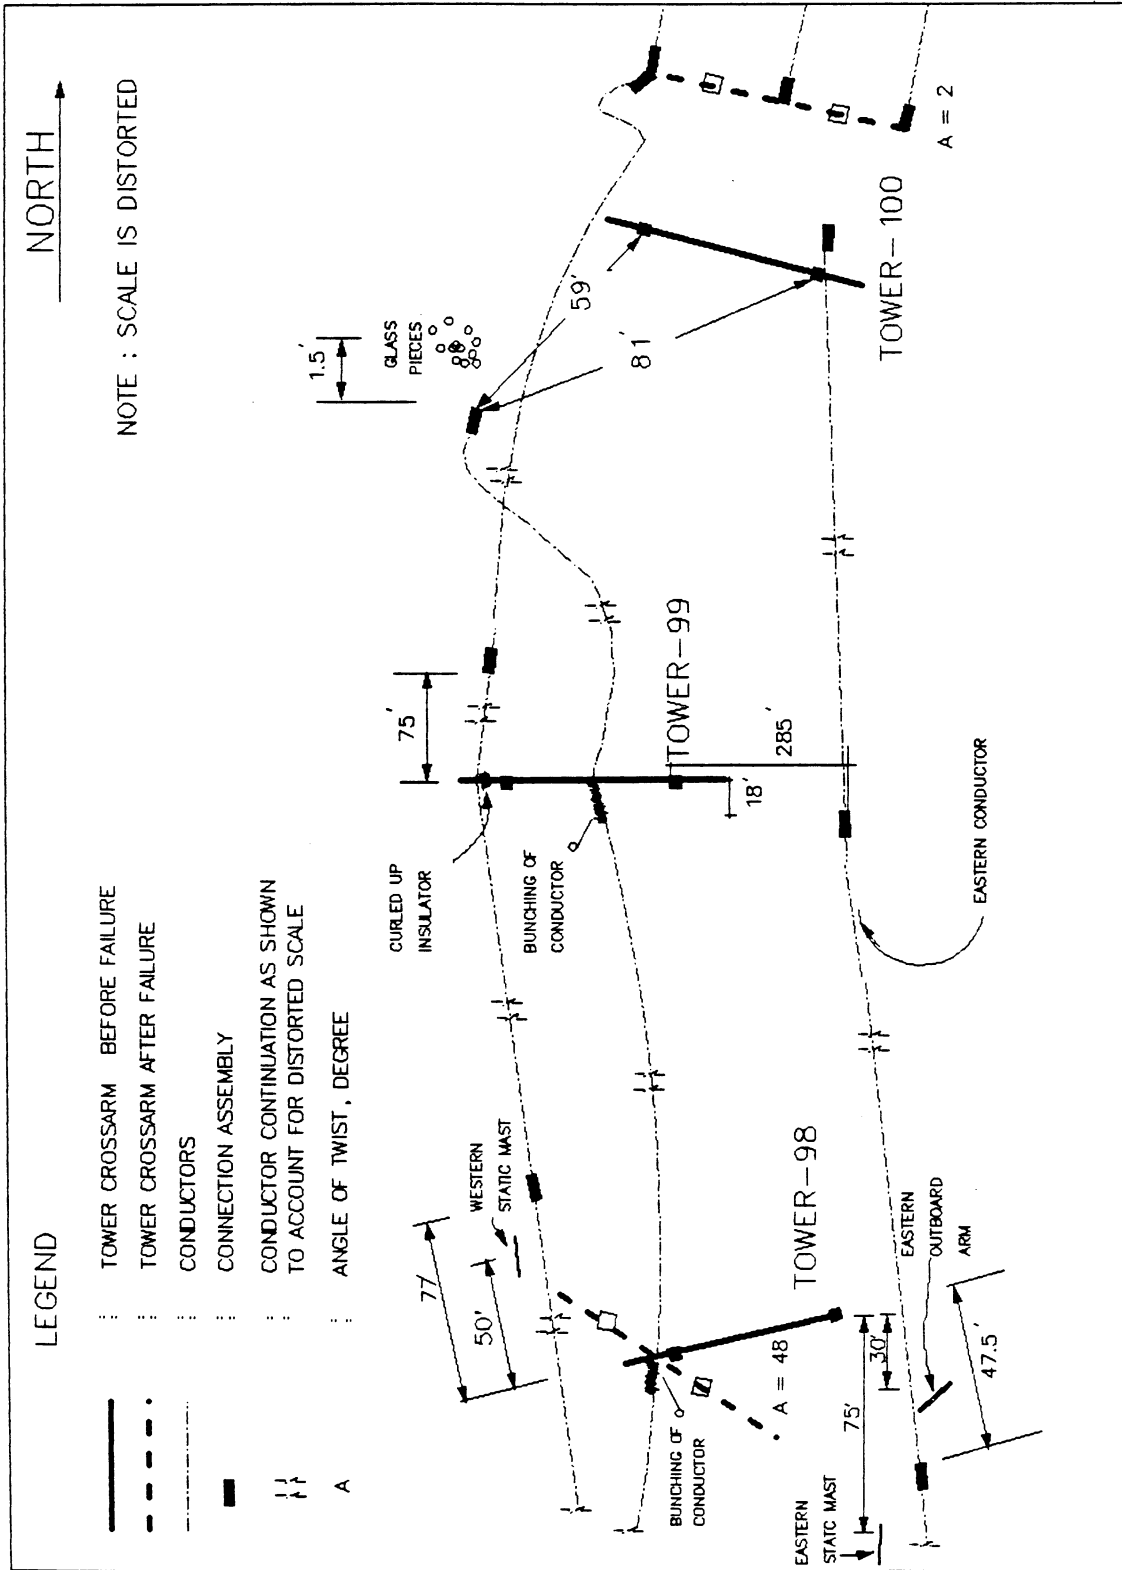 NORTH
NOTE : SCALE IS DISTORTED
LEGEND
:: TOWER CROSSARM BEFORE FAILURE
:: TOWER CROSSARM AFTER FAILURE
:: CONDUCTORS
:: CONNECTION ASSEMBLY
:: CONDUCTOR CONTINUATION AS SHOWN
TO ACCOUNT FOR DISTORTED SCALE
A :: ANGLE OF TWIST, DEGREE
1.5'
GLASS
PIECES
59'
81'
A = 2
TOWER-100
75'
CURLED UP
INSULATOR
BUNCHING OF
CONDUCTOR
TOWER-99
285'
18'
EASTERN CONDUCTOR
77'
50'
WESTERN
STATIC MAST
TOWER-98
A = 48
BUNCHING OF
CONDUCTOR
30'
75'
47.5'
EASTERN
OUTBOARD
ARM
EASTERN
STATC MAST